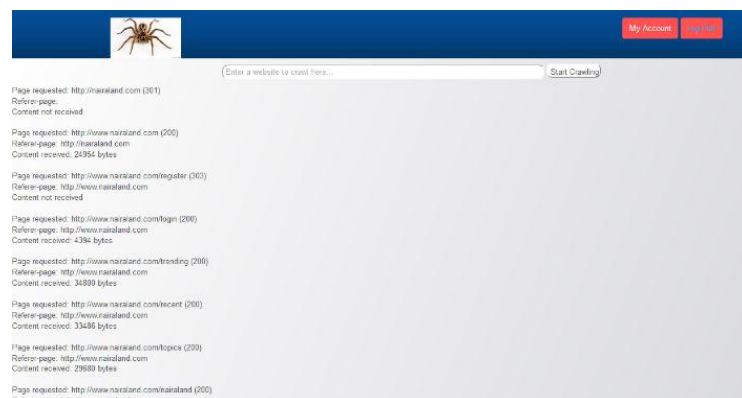 My Account Log Out
Enter a website to crawl here... Start Crawling
Page requested: http://nairaland.com (301)
Referer-page:
Content not received
Page requested: http://www.nairaland.com (200)
Referer-page: http://nairaland.com
Content received: 24954 bytes
Page requested: http://www.nairaland.com/register (303)
Referer-page: http://www.nairaland.com
Content not received
Page requested: http://www.nairaland.com/login (200)
Referer-page: http://www.nairaland.com
Content received: 4394 bytes
Page requested: http://www.nairaland.com/trending (200)
Referer-page: http://www.nairaland.com
Content received: 34800 bytes
Page requested: http://www.nairaland.com/recent (200)
Referer-page: http://www.nairaland.com
Content received: 33486 bytes
Page requested: http://www.nairaland.com/topics (200)
Referer-page: http://www.nairaland.com
Content received: 29680 bytes
Page requested: http://www.nairaland.com/nairaland (200)